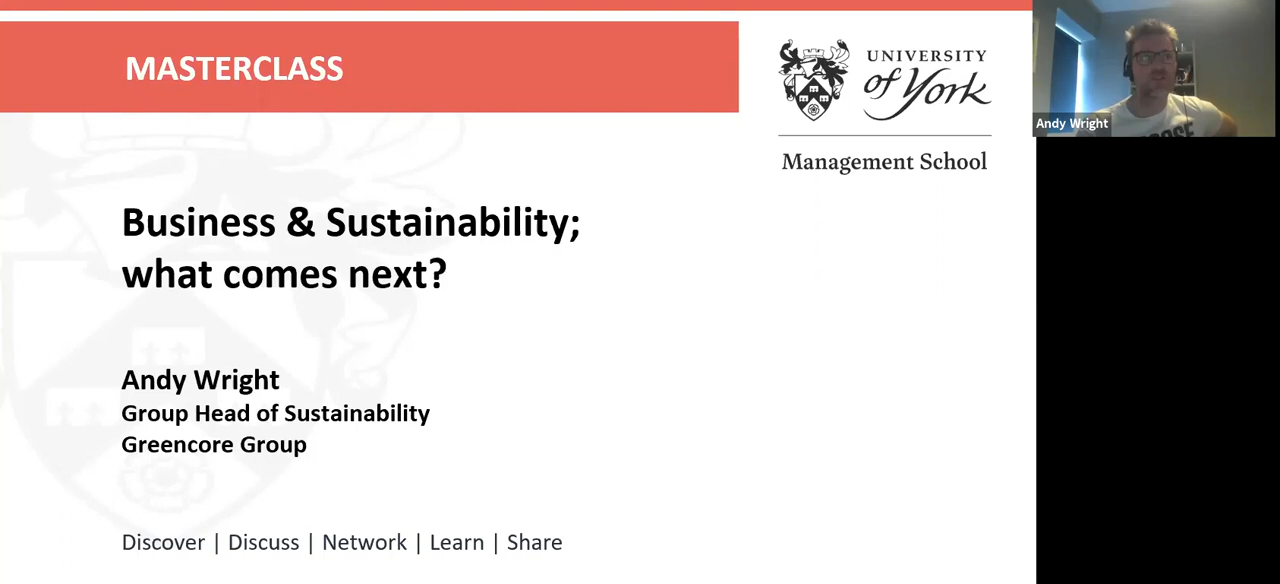 MASTERCLASS
UNIVERSITY
of York
Management School
Andy Wright
Business & Sustainability;
what comes next?
Andy Wright
Group Head of Sustainability
Greencore Group
Discover | Discuss | Network | Learn | Share